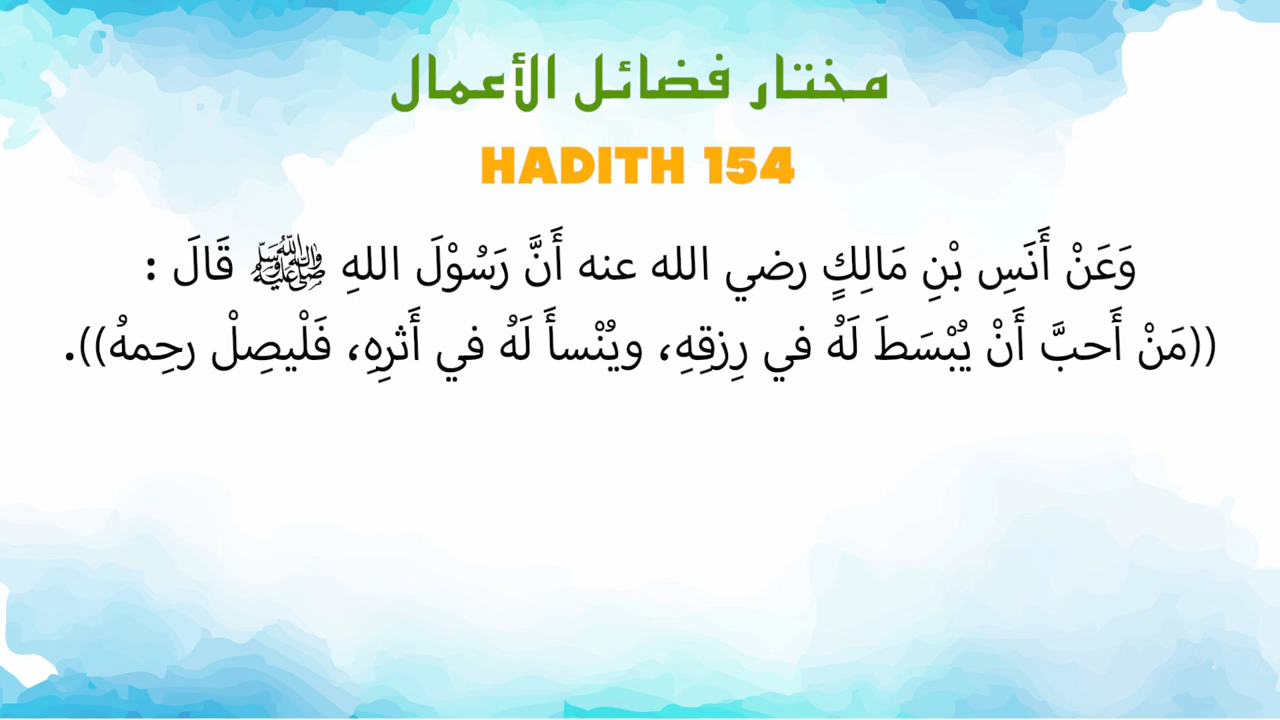 مختار فضائل الأعمال
HADITH 154
وَعَنْ أَنَسِ بْنِ مَالِكٍ رضي الله عنه أَنَّ رَسُوْلَ اللهِ ﷺ قَالَ :
((مَنْ أَحبَّ أَنْ يُبْسَطَ لَهُ في رِزقِهِ، ويُنْسأَ لَهُ في أَثرِهِ، فَلْيصِلْ رحِمهُ)).